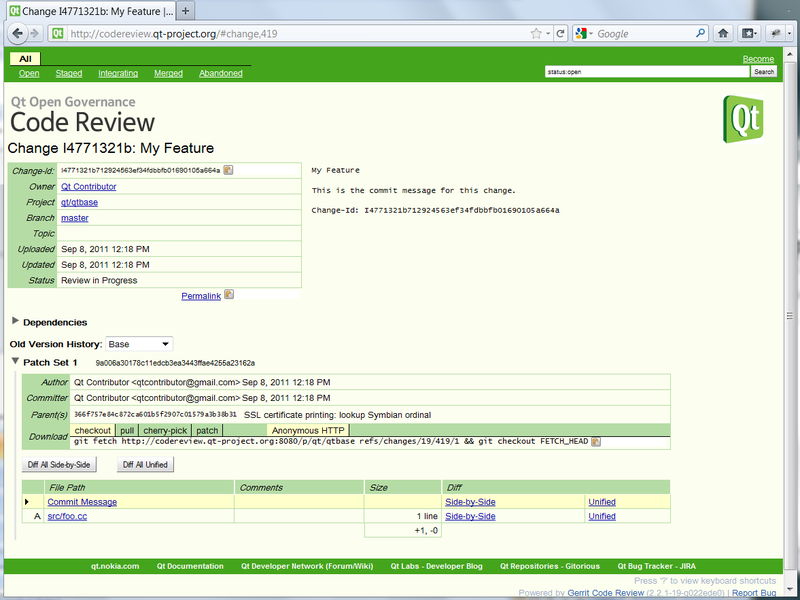 Qt Change I4771321b: My Feature |...
+
http://codereview.qt-project.org/#change,419
Google
All
Become
Open Staged Integrating Merged Abandoned
status:open Search
Qt Open Governance
Code Review
Qt
Change I4771321b: My Feature
Change-Id: I4771321b712924563ef34fdbbfb01690105a664a
Owner Qt Contributor
Project qt/qtbase
Branch master
Topic
Uploaded Sep 8, 2011 12:18 PM
Updated Sep 8, 2011 12:18 PM
Status Review in Progress
Permalink
My Feature
This is the commit message for this change.
Change-Id: I4771321b712924563ef34fdbbfb01690105a664a
Dependencies
Old Version History: Base
Patch Set 1 9a006a30178c11edcb3ea3443ffae4255a23162a
Author Qt Contributor <qtcontributor@gmail.com> Sep 8, 2011 12:18 PM
Committer Qt Contributor <qtcontributor@gmail.com> Sep 8, 2011 12:18 PM
Parent(s) 366f757e84c872ca601b5f2907c01579a3b38b31 SSL certificate printing: lookup Symbian ordinal
Download checkout pull cherry-pick patch Anonymous HTTP
git fetch http://codereview.qt-project.org:8080/p/qt/qtbase refs/changes/19/419/1 && git checkout FETCH_HEAD
Diff All Side-by-Side Diff All Unified
File Path Comments Size Diff
Commit Message Side-by-Side Unified
A src/foo.cc 1 line Side-by-Side Unified
+1, -0
qt.nokia.com Qt Documentation Qt Developer Network (Forum/Wiki) Qt Labs - Developer Blog Qt Repositories - Gitorious Qt Bug Tracker - JIRA
Press '?' to view keyboard shortcuts
Powered by Gerrit Code Review (2.2.1-19-g022ede0) | Report Bug